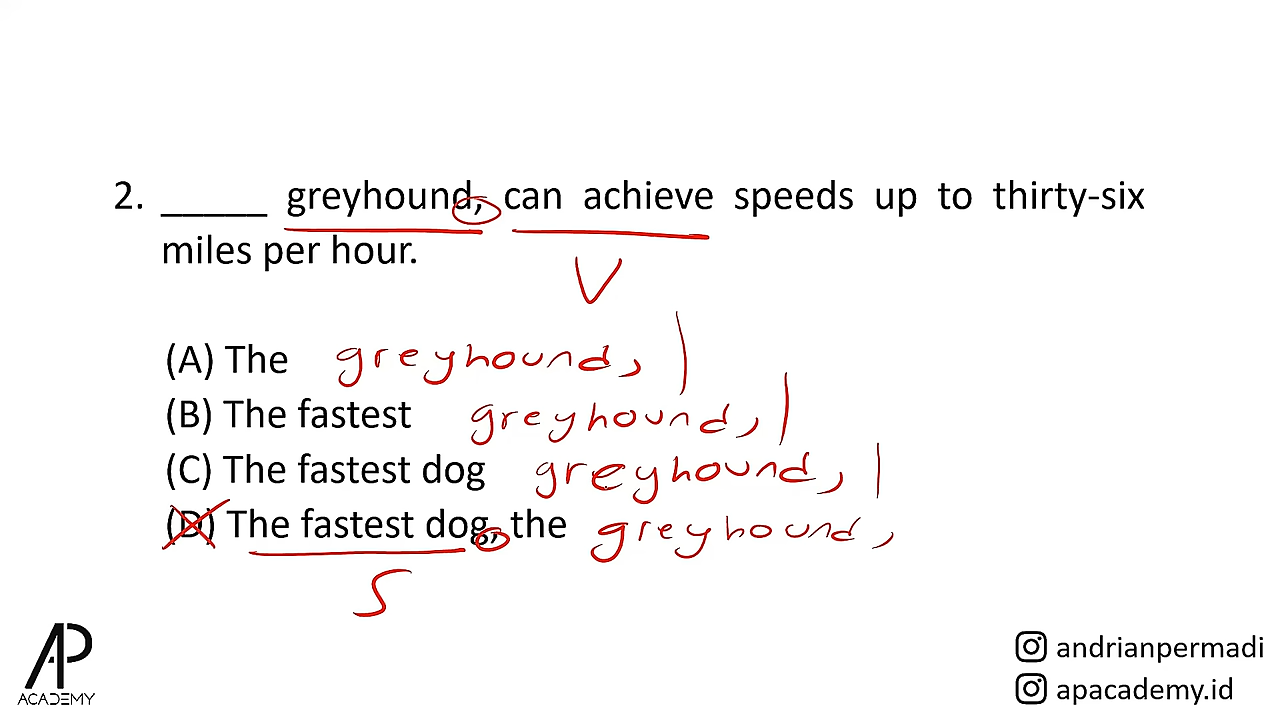 2. _____ greyhound, can achieve speeds up to thirty-six
miles per hour.
V
(A) The greyhound, |
(B) The fastest greyhound, |
(C) The fastest dog greyhound, |
(D) The fastest dog, the greyhound,
S
AP
ACADEMY
andrianpermadi
apacademy.id